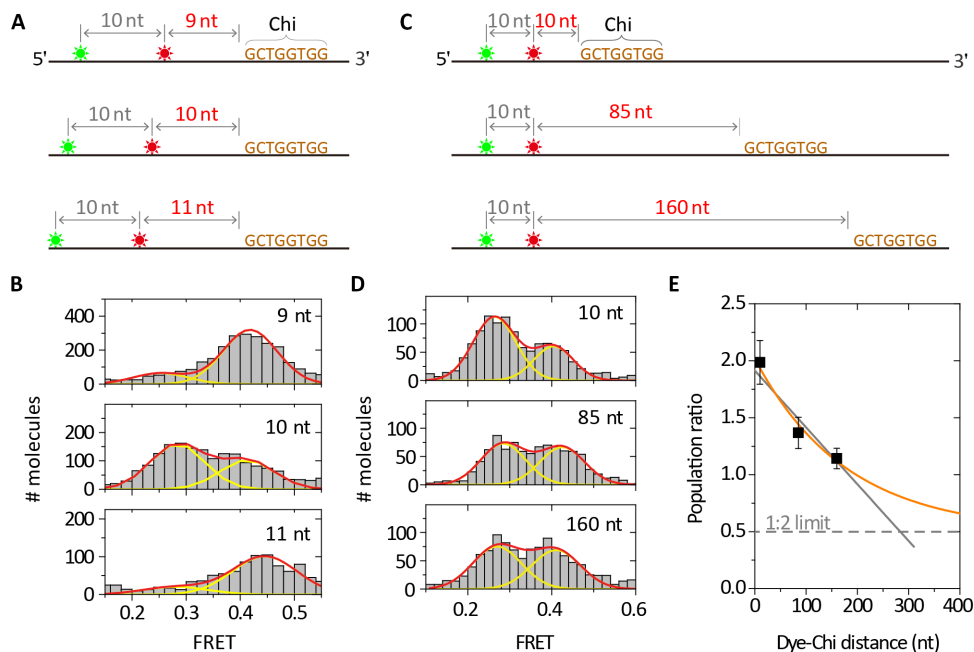 A
10 nt 9 nt Chi
GCTGGTGG
5' 3'
10 nt 10 nt
GCTGGTGG
10 nt 11 nt
GCTGGTGG
C
10 nt 10 nt Chi
GCTGGTGG
5' 3'
10 nt 85 nt
GCTGGTGG
10 nt 160 nt
GCTGGTGG
B
# molecules
9 nt
400
200
0
10 nt
200
100
0
11 nt
200
100
0
0.2 0.3 0.4 0.5
FRET
D
# molecules
10 nt
100
50
0
85 nt
100
50
0
160 nt
100
50
0
0.2 0.4 0.6
FRET
E
Population ratio
2.5
2.0
1.5
1.0
0.5
0.0
1:2 limit
0 100 200 300 400
Dye-Chi distance (nt)